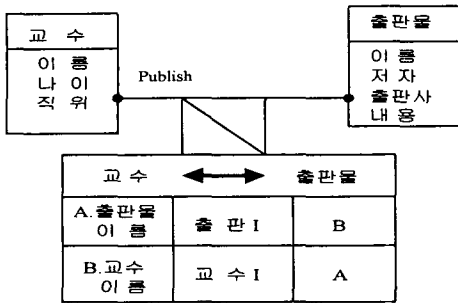 교 수
이 름
나 이
직 위
Publish
출판물
이 름
저 자
출판사
내 용
교 수 출판물
A.출판물 이 름 출 판 I B
B.교수 이 름 교 수 I A